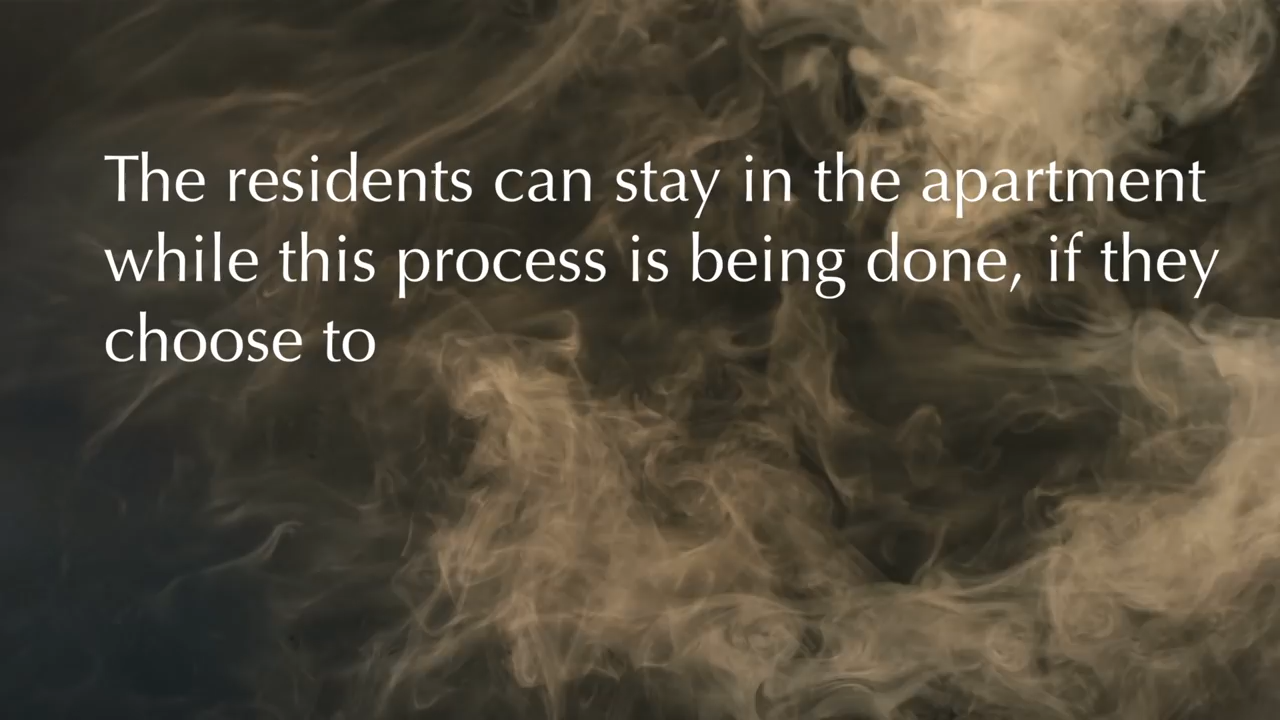 The residents can stay in the apartment
while this process is being done, if they
choose to